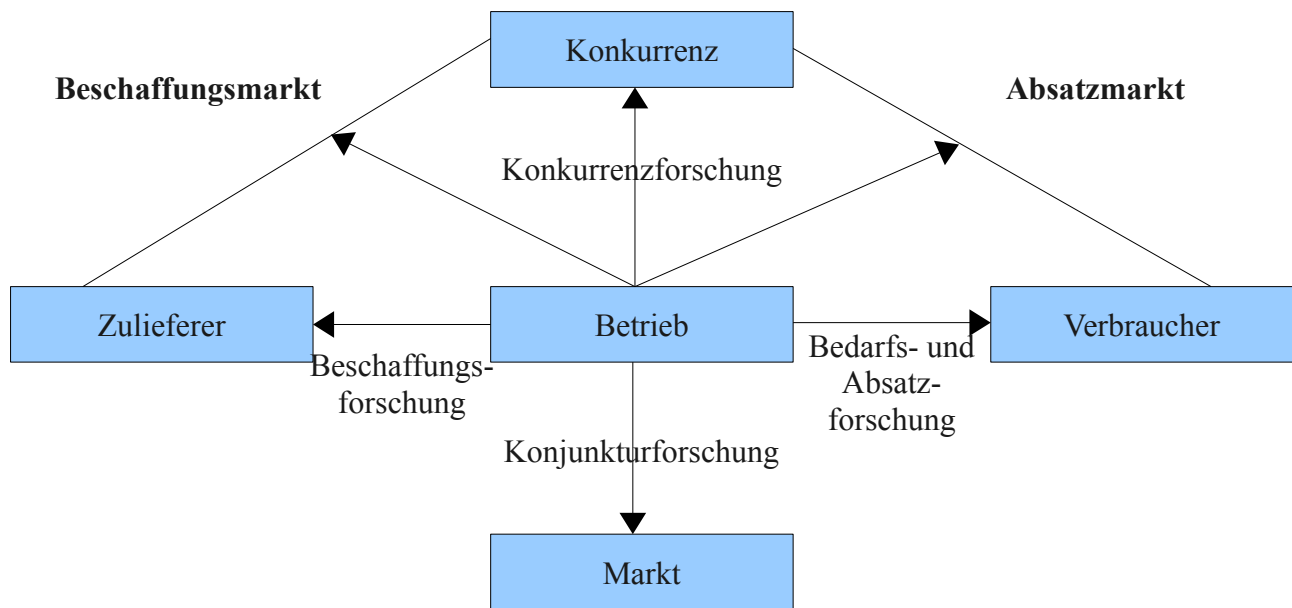 Konkurrenz
Beschaffungsmarkt
Absatzmarkt
Konkurrenzforschung
Zulieferer
Betrieb
Verbraucher
Beschaffungs-
forschung
Bedarfs- und
Absatz-
forschung
Konjunkturforschung
Markt